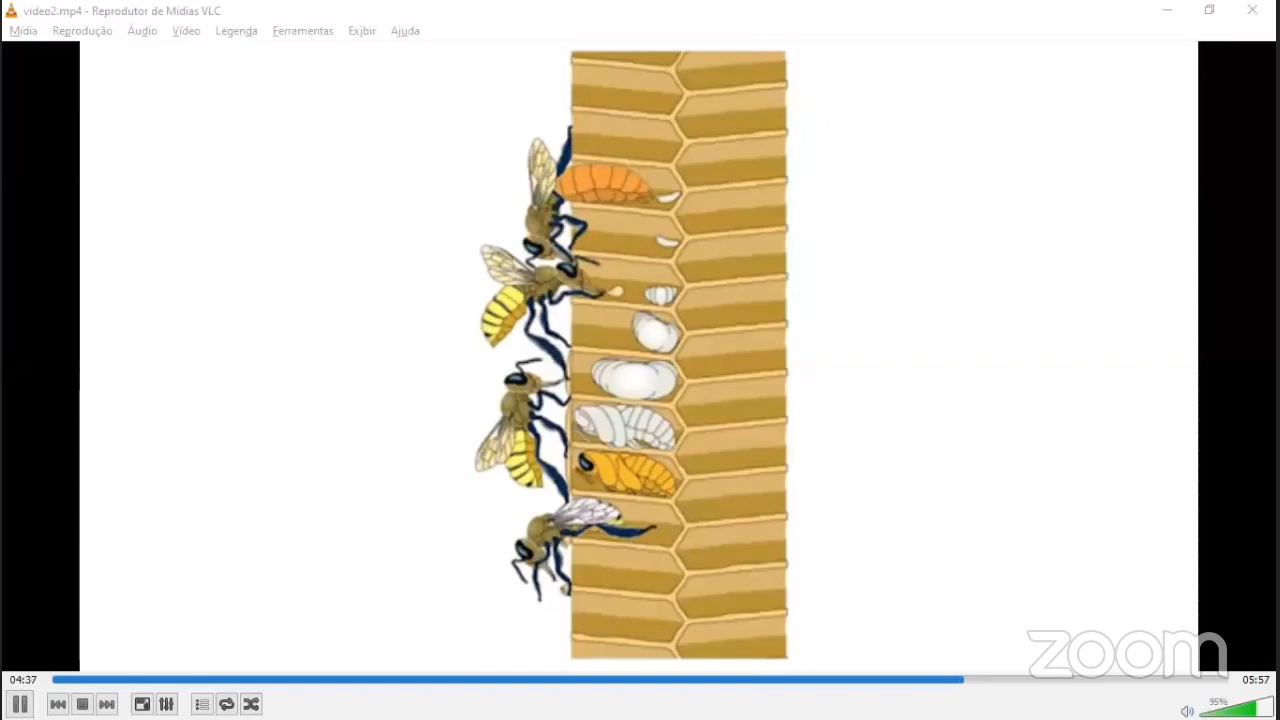 video2.mp4 - Reprodutor de Mídias VLC
Mídia Reprodução Áudio Vídeo Legenda Ferramentas Exibir Ajuda
zoom
04:37 05:57
95%